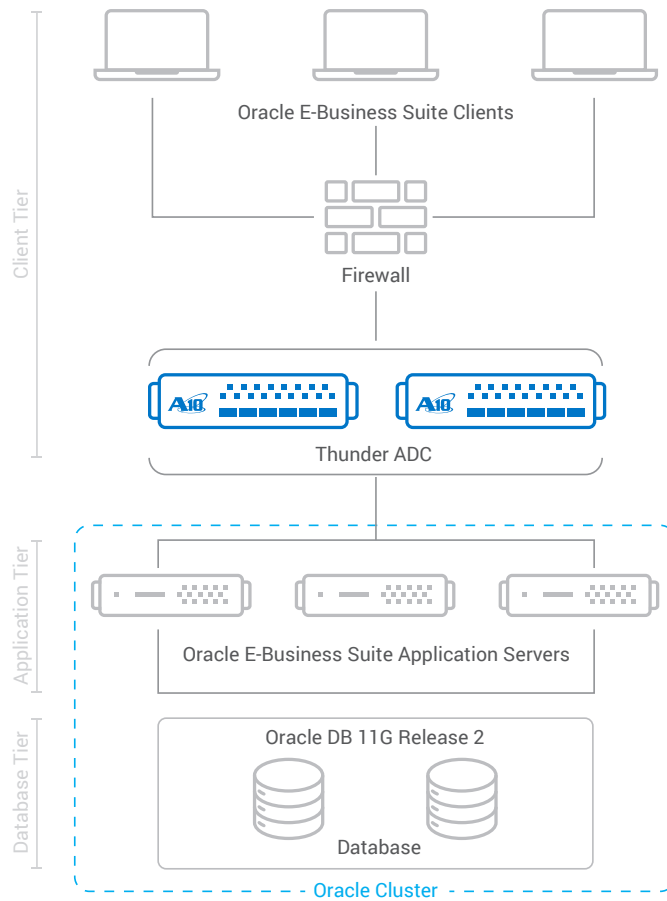 Oracle E-Business Suite Clients
Client Tier
Firewall
A10
A10
Thunder ADC
Application Tier
Oracle E-Business Suite Application Servers
Database Tier
Oracle DB 11G Release 2
Database
Oracle Cluster